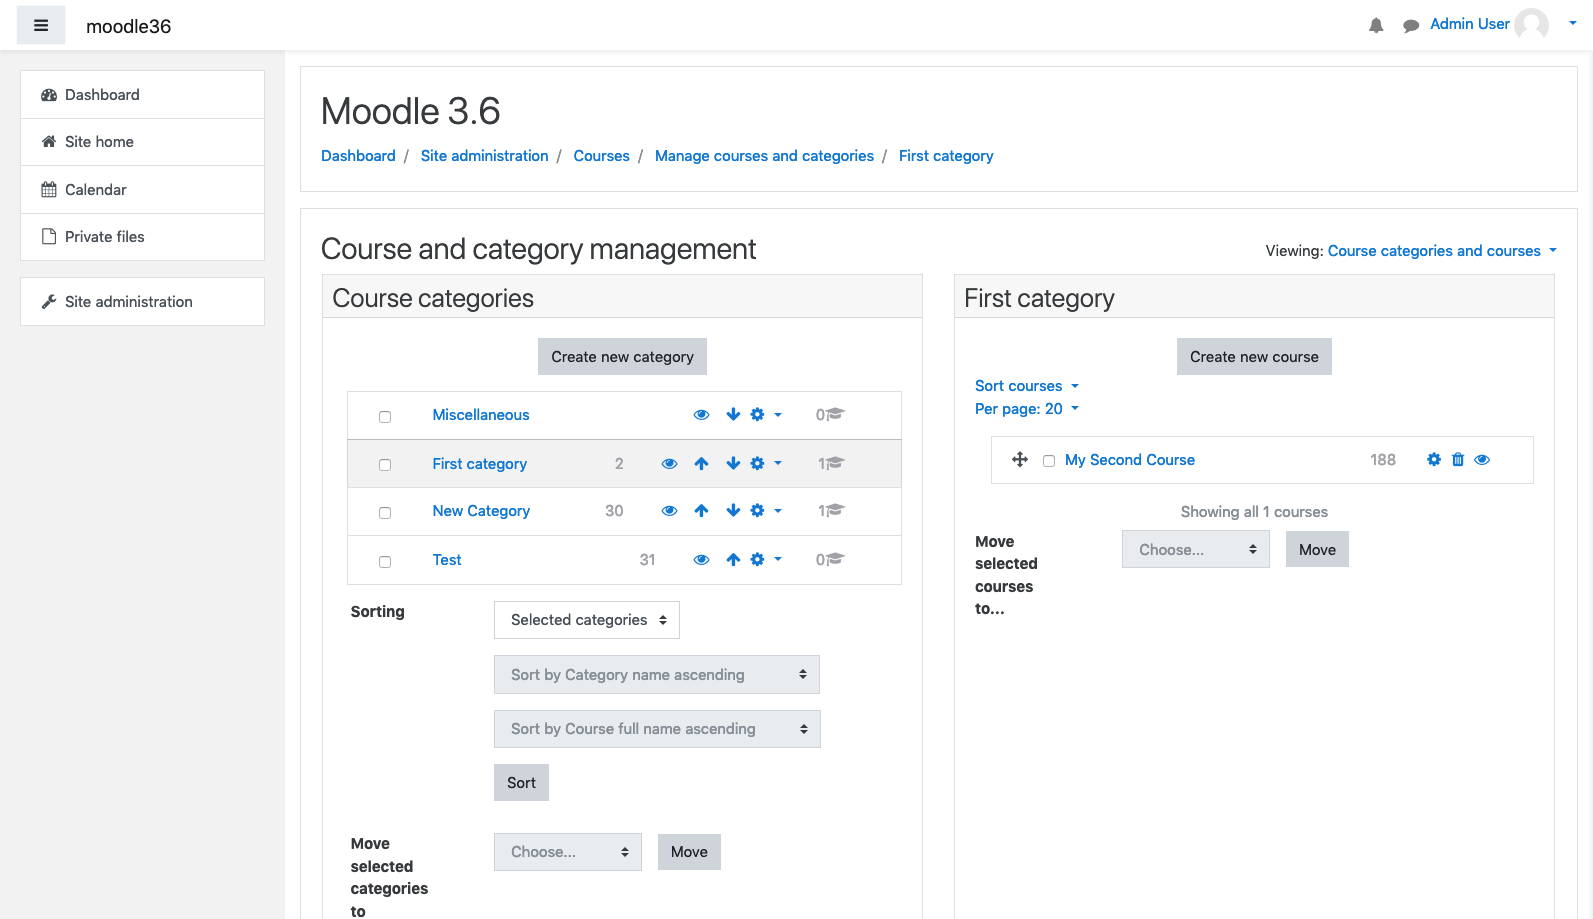 moodle36
Admin User
Dashboard
Site home
Calendar
Private files
Site administration
Moodle 3.6
Dashboard / Site administration / Courses / Manage courses and categories / First category
Course and category management
Viewing: Course categories and courses
Course categories
Create new category
Miscellaneous 0
First category 2 1
New Category 30 1
Test 31 0
Sorting
Selected categories
Sort by Category name ascending
Sort by Course full name ascending
Sort
Move
selected
categories
to
Choose...
Move
First category
Create new course
Sort courses
Per page: 20
My Second Course 188
Showing all 1 courses
Move
selected
courses
to...
Choose...
Move